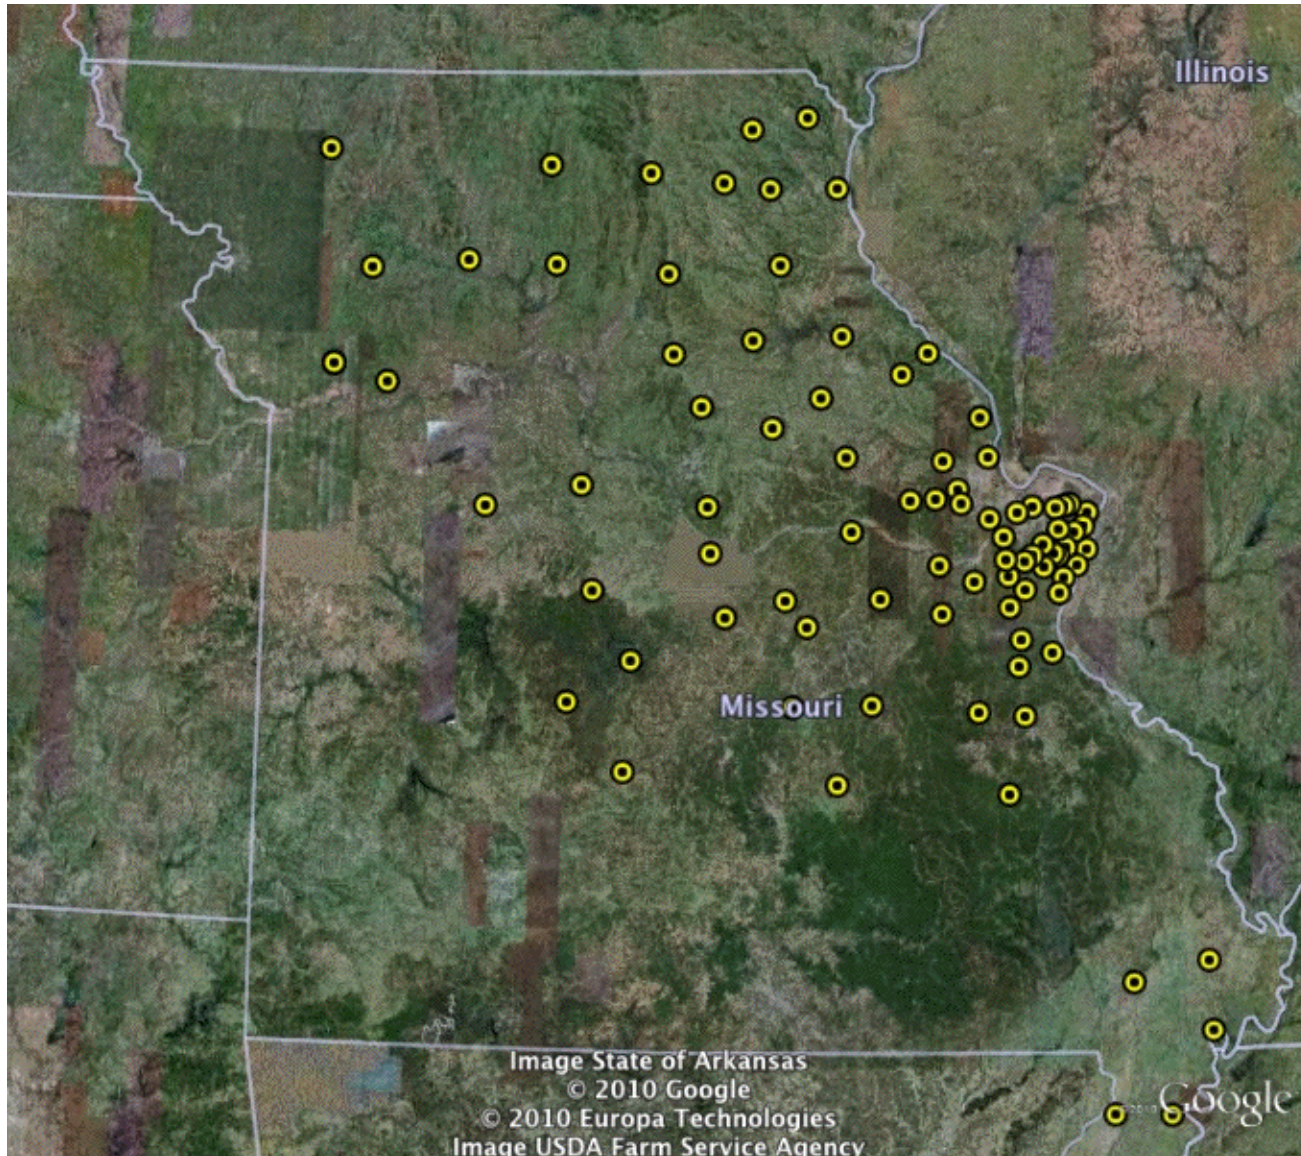 Illinois
Missouri
Image State of Arkansas
© 2010 Google
© 2010 Europa Technologies
Image USDA Farm Service Agency
Google